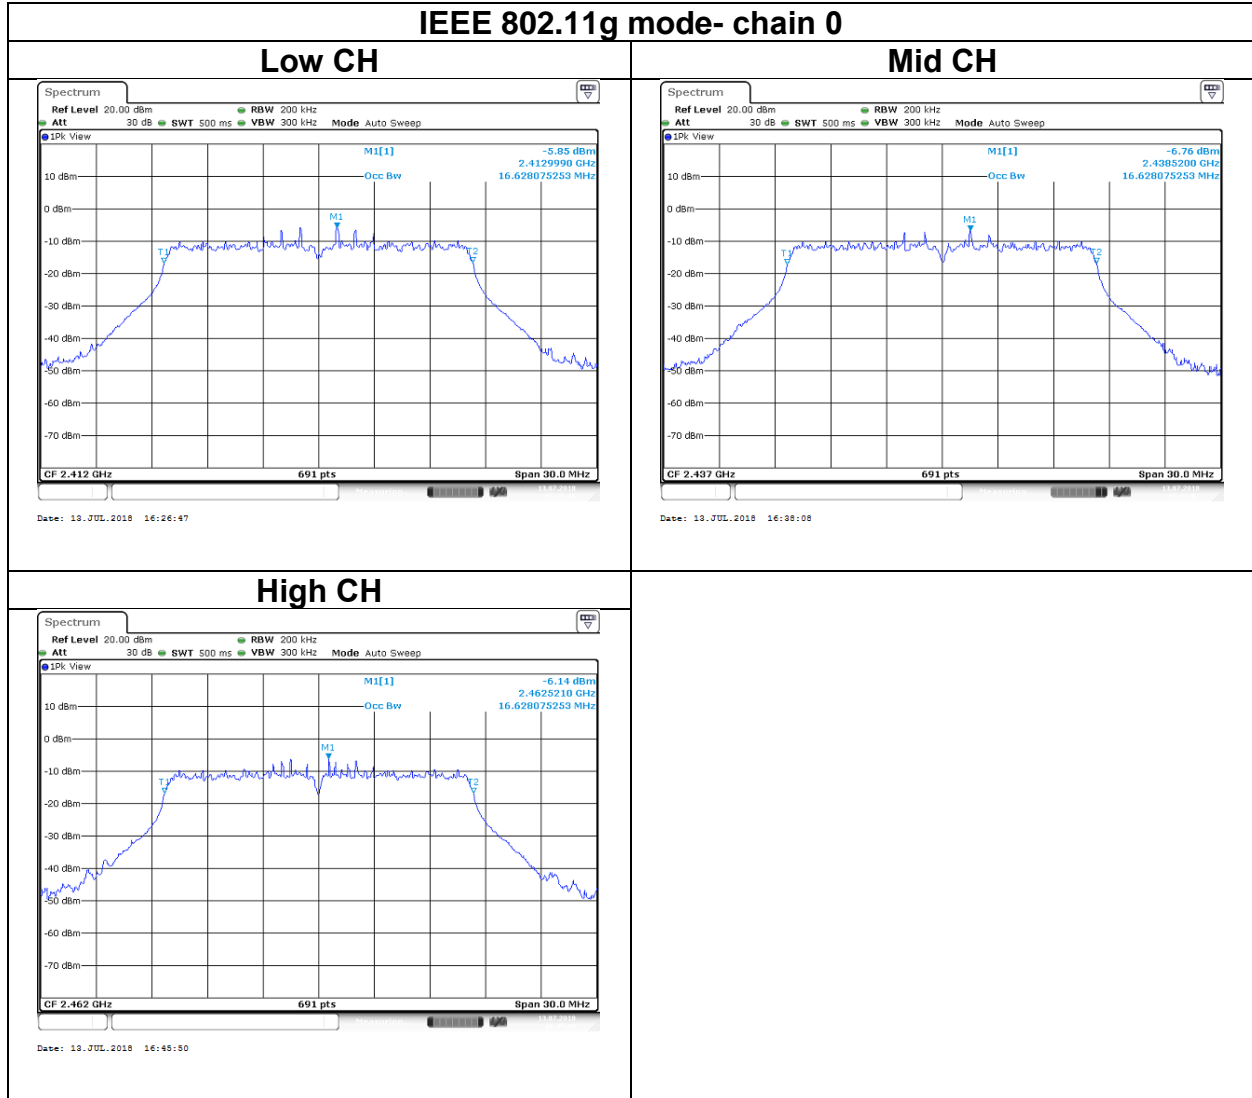 IEEE 802.11g mode- chain 0
Low CH
Mid CH
Spectrum
Ref Level 20.00 dBm RBW 200 kHz
Att 30 dB SWT 500 ms VBW 300 kHz Mode Auto Sweep
1Pk View
M1[1] -5.85 dBm
2.4129990 GHz
Occ Bw 16.628075253 MHz
10 dBm
0 dBm
M1
-10 dBm
T1
T2
-20 dBm
-30 dBm
-40 dBm
-50 dBm
-60 dBm
-70 dBm
CF 2.412 GHz 691 pts Span 30.0 MHz
Measuring 13.07.2018
Date: 13.JUL.2018 16:26:47
Spectrum
Ref Level 20.00 dBm RBW 200 kHz
Att 30 dB SWT 500 ms VBW 300 kHz Mode Auto Sweep
1Pk View
M1[1] -6.76 dBm
2.4385200 GHz
Occ Bw 16.628075253 MHz
10 dBm
0 dBm
M1
-10 dBm
T1
T2
-20 dBm
-30 dBm
-40 dBm
-50 dBm
-60 dBm
-70 dBm
CF 2.437 GHz 691 pts Span 30.0 MHz
Measuring 13.07.2018
Date: 13.JUL.2018 16:38:08
High CH
Spectrum
Ref Level 20.00 dBm RBW 200 kHz
Att 30 dB SWT 500 ms VBW 300 kHz Mode Auto Sweep
1Pk View
M1[1] -6.14 dBm
2.4625210 GHz
Occ Bw 16.628075253 MHz
10 dBm
0 dBm
M1
-10 dBm
T1
T2
-20 dBm
-30 dBm
-40 dBm
-50 dBm
-60 dBm
-70 dBm
CF 2.462 GHz 691 pts Span 30.0 MHz
Measuring 13.07.2018
Date: 13.JUL.2018 16:45:50